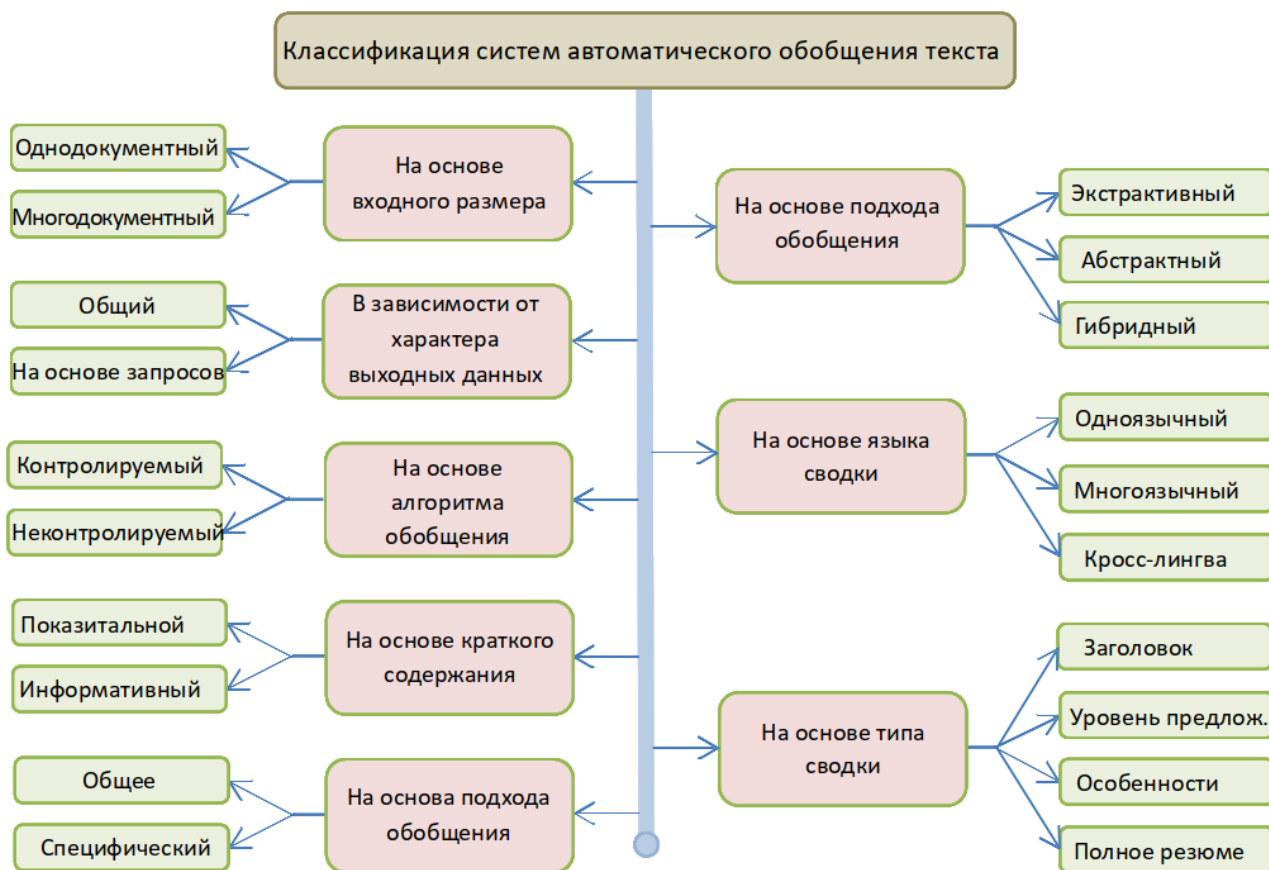 Классификация систем автоматического обобщения текста
Однодокументный
Многодокументный
На основе
входного размера
Общий
На основе запросов
В зависимости от
характера
выходных данных
Контролируемый
Неконтролируемый
На основе
алгоритма
обобщения
Показитальной
Информативный
На основе краткого
содержания
Общее
Специфический
На основа подхода
обобщения
На основе подхода
обобщения
Экстрактивный
Абстрактный
Гибридный
На основе языка
сводки
Одноязычный
Многоязычный
Кросс-лингва
На основе типа
сводки
Заголовок
Уровень предлож.
Особенности
Полное резюме